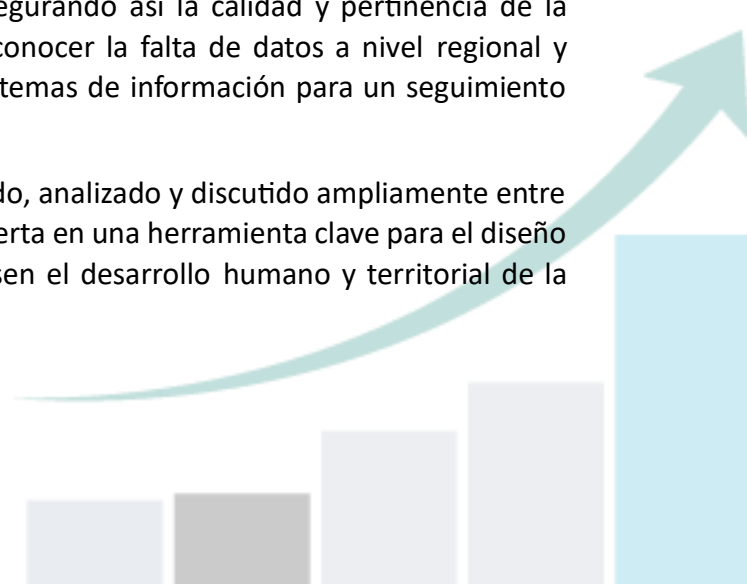 egurando así la calidad y pertinencia de la
conocer la falta de datos a nivel regional y
temas de información para un seguimiento
do, analizado y discutido ampliamente entre
erta en una herramienta clave para el diseño
sen el desarrollo humano y territorial de la